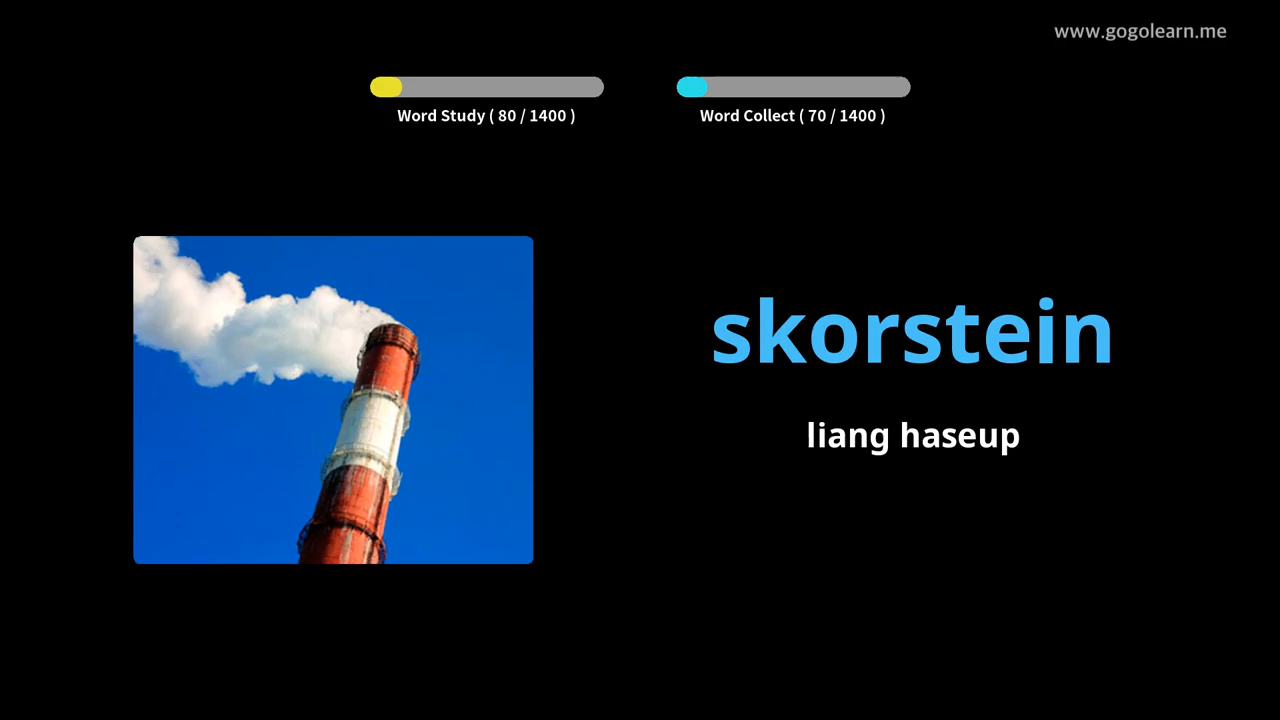 www.gogolearn.me
Word Study ( 80 / 1400 )
Word Collect ( 70 / 1400 )
skorstein
liang haseup